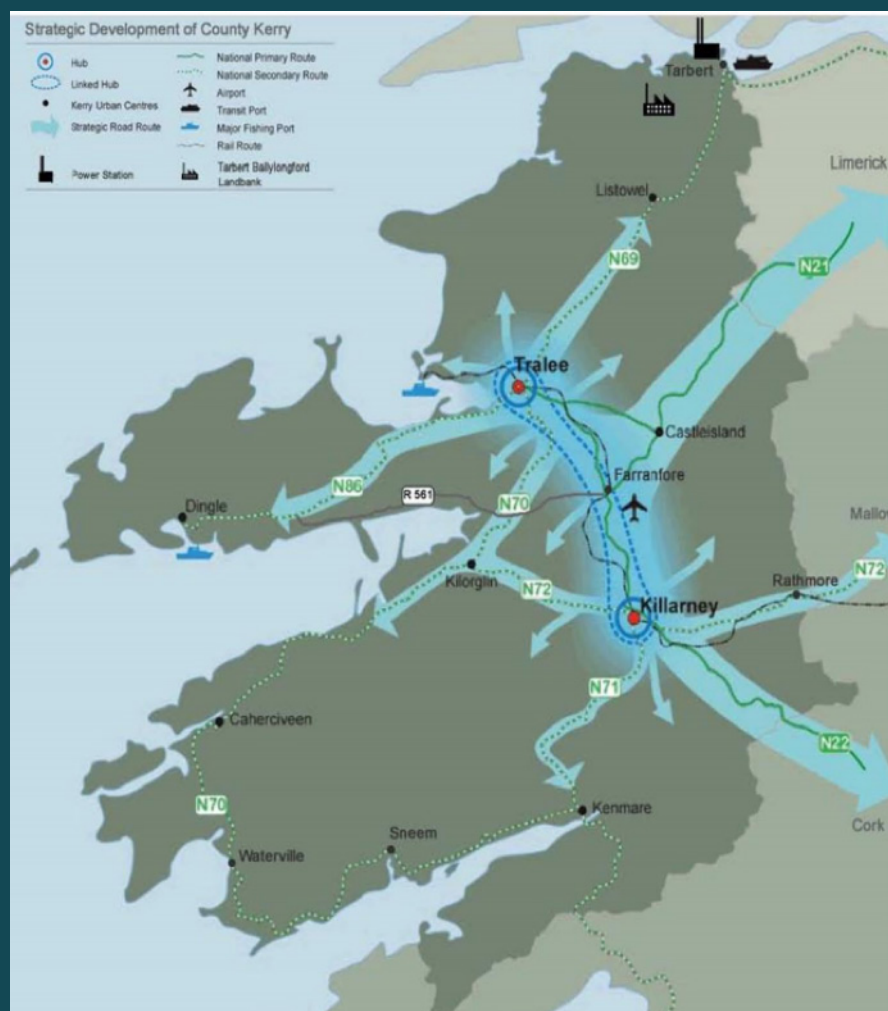 Strategic Development of County Kerry
Hub
Linked Hub
Kerry Urban Centres
Strategic Road Route
Power Station
National Primary Route
National Secondary Route
Airport
Transit Port
Major Fishing Port
Rail Route
Tarbert Ballylongford
Landbank
Tarbert
Limerick
Listowel
N69
N21
Tralee
Castleisland
Farranfore
N86
R 561
N70
Dingle
Mallow
N72
Kilorglin
N72
Rathmore
Killarney
N71
Caherciveen
N22
N70
Kenmare
Cork
Sneem
Waterville